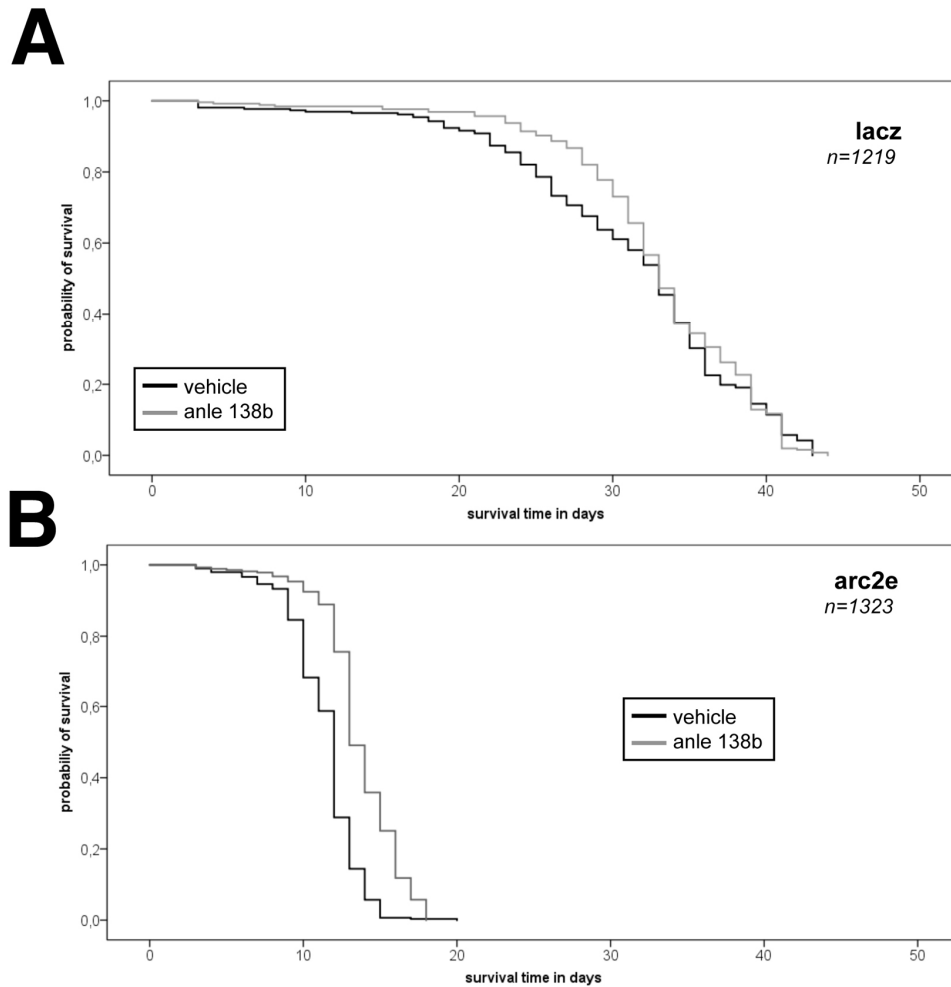 A
1,0
0,8
0,6
0,4
0,2
0,0
probability of survival
lacz
n=1219
vehicle
anle 138b
0 10 20 30 40 50
survival time in days
B
1,0
0,8
0,6
0,4
0,2
0,0
probability of survival
arc2e
n=1323
vehicle
anle 138b
0 10 20 30 40 50
survival time in days